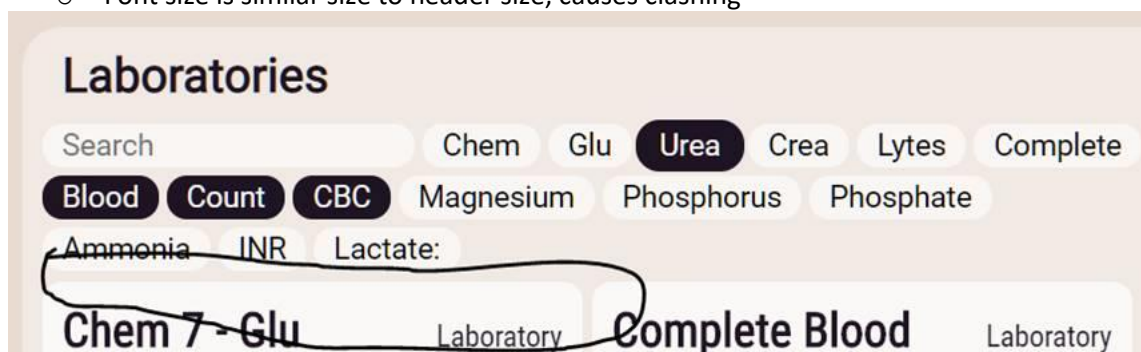 ○ Font size is similar size to header size, causes clashing
Laboratories
Search Chem Glu Urea Crea Lytes Complete
Blood Count CBC Magnesium Phosphorus Phosphate
Ammonia INR Lactate:
Chem 7 - Glu Laboratory Complete Blood Laboratory